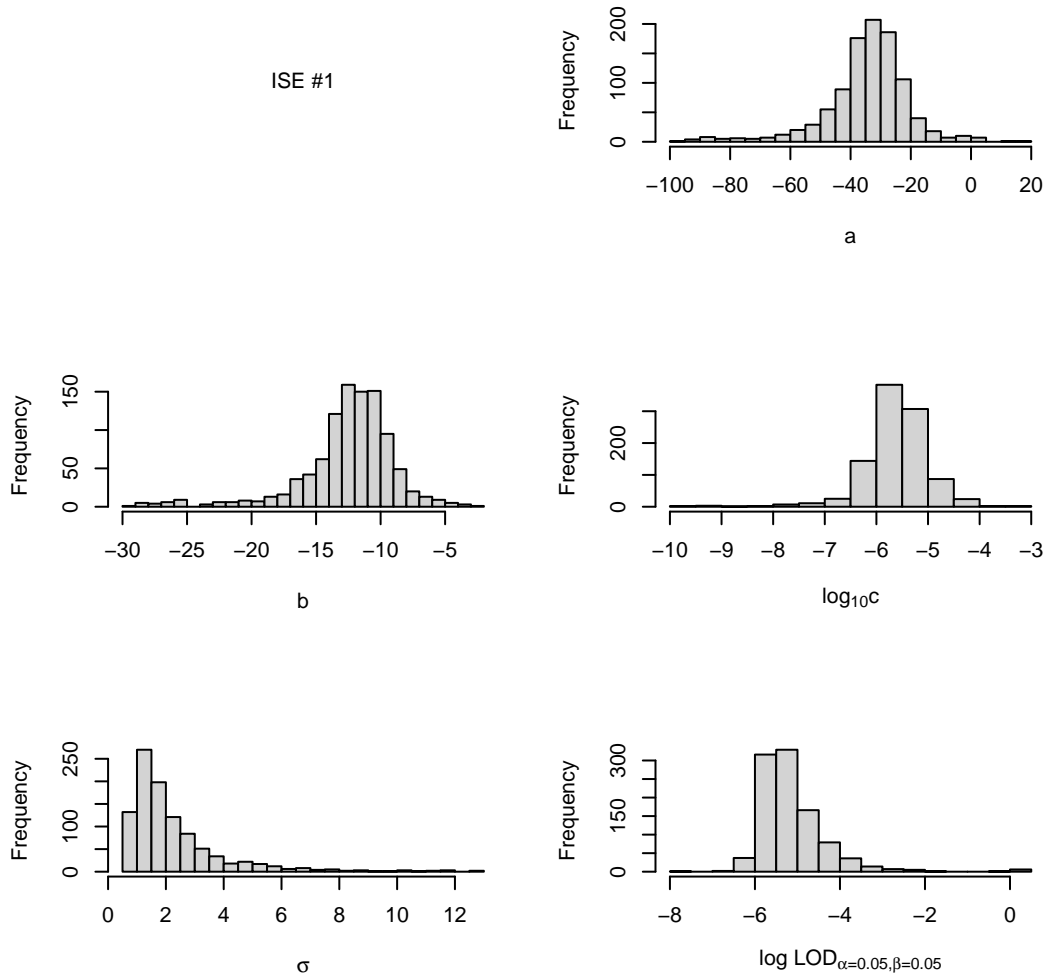 ISE #1
Frequency
0 100 200
−100 −80 −60 −40 −20 0 20
a
Frequency
0 50 150
−30 −25 −20 −15 −10 −5
b
Frequency
0 200
−10 −9 −8 −7 −6 −5 −4 −3
log₁₀c
Frequency
0 100 250
0 2 4 6 8 10 12
σ
Frequency
0 150 300
−8 −6 −4 −2 0
log LOD α=0.05,β=0.05